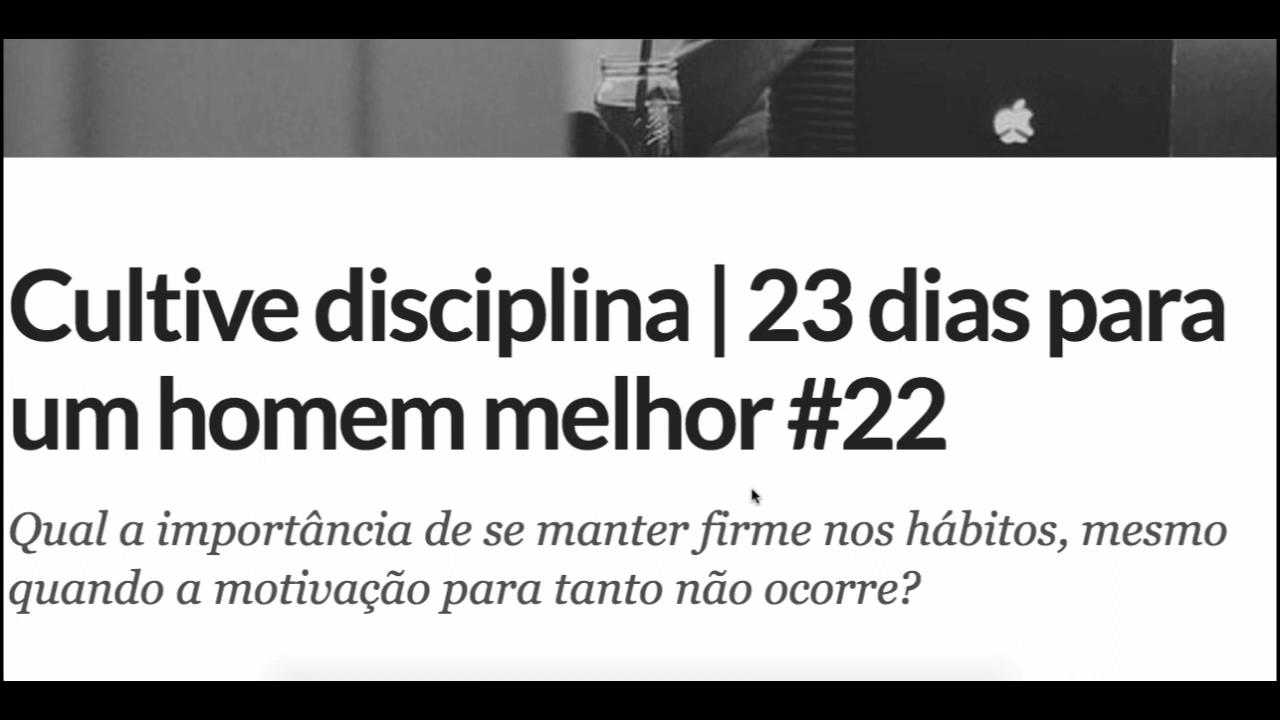 Cultive disciplina | 23 dias para
um homem melhor #22
Qual a importância de se manter firme nos hábitos, mesmo
quando a motivação para tanto não ocorre?